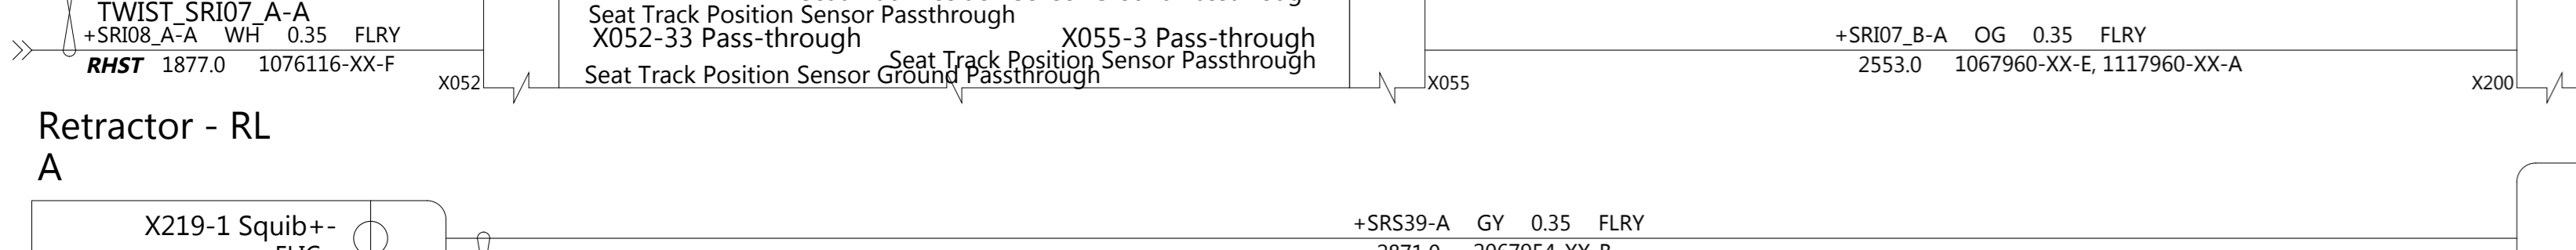 TWIST_SRI07_A-A
Seat Track Position Sensor Passthrough
+SRI08_A-A WH 0.35 FLRY
X052-33 Pass-through X055-3 Pass-through
+SRI07_B-A OG 0.35 FLRY
Seat Track Position Sensor Passthrough
RHST 1877.0 1076116-XX-F
2553.0 1067960-XX-E, 1117960-XX-A
Seat Track Position Sensor Ground Passthrough
X052
X055
X200
Retractor - RL
A
X219-1 Squib+-
+SRS39-A GY 0.35 FLRY